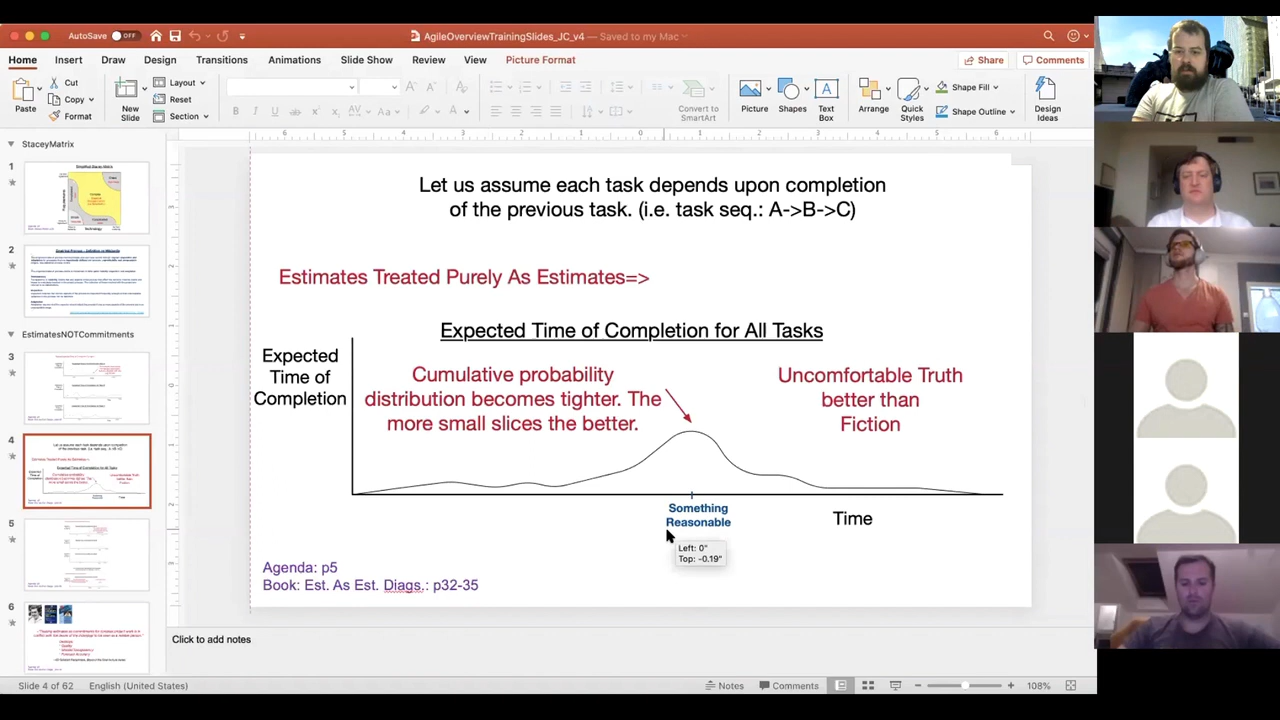 AutoSave OFF
AgileOverviewTrainingSlides_JC_v4 — Saved to my Mac
Home Insert Draw Design Transitions Animations Slide Show Review View Picture Format
Share Comments
Paste
Cut
Copy
Format
New
Slide
Layout
Reset
Section
Convert to
SmartArt
Picture
Shapes
Text
Box
Arrange
Quick
Styles
Shape Fill
Shape Outline
Design
Ideas
StaceyMatrix
1
2
EstimatesNOTCommitments
3
4
5
6
Let us assume each task depends upon completion
of the previous task. (i.e. task seq.: A->B->C)
Estimates Treated Purely As Estimates=>
Expected Time of Completion for All Tasks
Expected
Time of
Completion
Cumulative probability
distribution becomes tighter. The
more small slices the better.
Uncomfortable Truth
better than
Fiction
Something
Reasonable
Time
Left: 0"
Top: -0.19"
Agenda: p5
Book: Est. As Est. Diags.: p32-35
Click to add notes
Slide 4 of 62 English (United States)
Notes Comments 108%